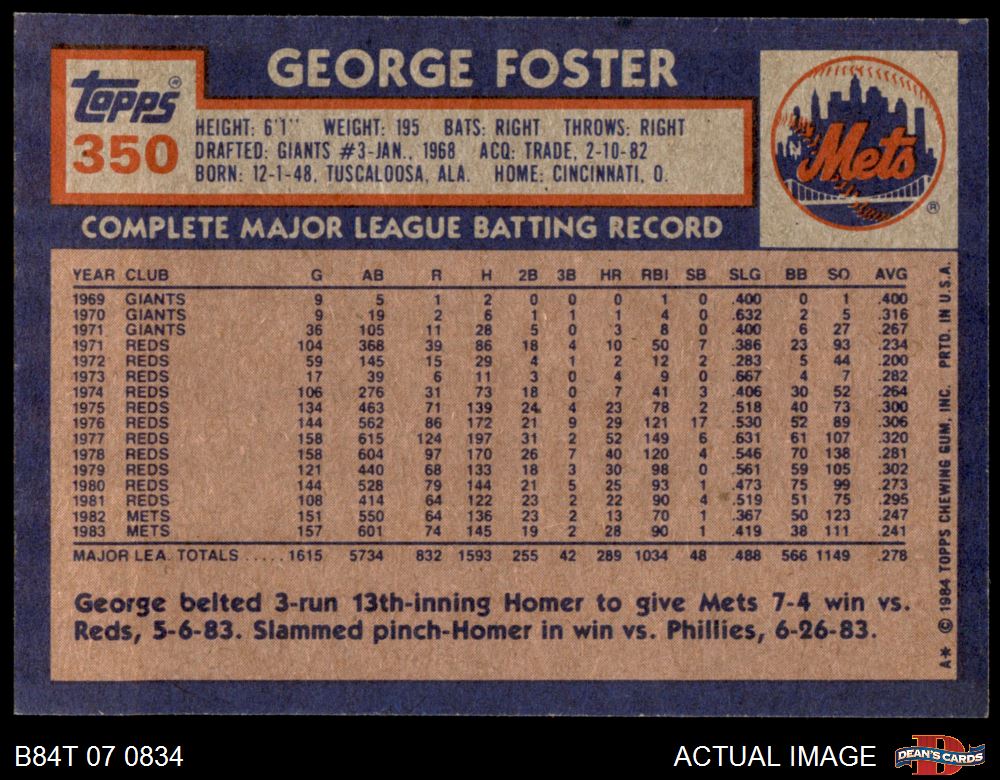 GEORGE FOSTER
Topps®
350
HEIGHT: 6'1" WEIGHT: 195 BATS: RIGHT THROWS: RIGHT
DRAFTED: GIANTS #3-JAN., 1968 ACQ: TRADE, 2-10-82
BORN: 12-1-48, TUSCALOOSA, ALA. HOME: CINCINNATI, O.
Mets
®
COMPLETE MAJOR LEAGUE BATTING RECORD
YEAR CLUB G AB R H 2B 3B HR RBI SB SLG BB SO AVG
1969 GIANTS 9 5 1 2 0 0 0 1 0 .400 0 1 .400
1970 GIANTS 9 19 2 6 1 1 1 4 0 .632 2 5 .316
1971 GIANTS 36 105 11 28 5 0 3 8 0 .400 6 27 .267
1971 REDS 104 368 39 86 18 4 10 50 7 .386 23 93 .234
1972 REDS 59 145 15 29 4 1 2 12 2 .283 5 44 .200
1973 REDS 17 39 6 11 3 0 4 9 0 .667 4 7 .282
1974 REDS 106 276 31 73 18 0 7 41 3 .406 30 52 .264
1975 REDS 134 463 71 139 24 4 23 78 2 .518 40 73 .300
1976 REDS 144 562 86 172 21 9 29 121 17 .530 52 89 .306
1977 REDS 158 615 124 197 31 2 52 149 6 .631 61 107 .320
1978 REDS 158 604 97 170 26 7 40 120 4 .546 70 138 .281
1979 REDS 121 440 68 133 18 3 30 98 0 .561 59 105 .302
1980 REDS 144 528 79 144 21 5 25 93 1 .473 75 99 .273
1981 REDS 108 414 64 122 23 2 22 90 4 .519 51 75 .295
1982 METS 151 550 64 136 23 2 13 70 1 .367 50 123 .247
1983 METS 157 601 74 145 19 2 28 90 1 .419 38 111 .241
MAJOR LEA. TOTALS ..... 1615 5734 832 1593 255 42 289 1034 48 .488 566 1149 .278
George belted 3-run 13th-inning Homer to give Mets 7-4 win vs.
Reds, 5-6-83. Slammed pinch-Homer in win vs. Phillies, 6-26-83.
A* © 1984 TOPPS CHEWING GUM, INC. PRTD. IN U.S.A.
B84T 07 0834
ACTUAL IMAGE
DEAN'S CARDS